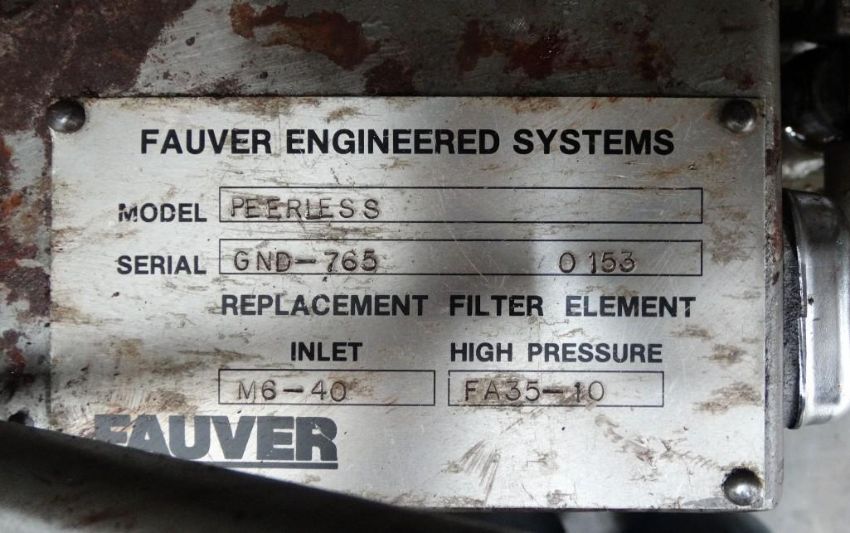 FAUVER ENGINEERED SYSTEMS
MODEL PEERLESS
SERIAL GND-765 0153
REPLACEMENT FILTER ELEMENT
INLET HIGH PRESSURE
M6-40 FA35-10
FAUVER